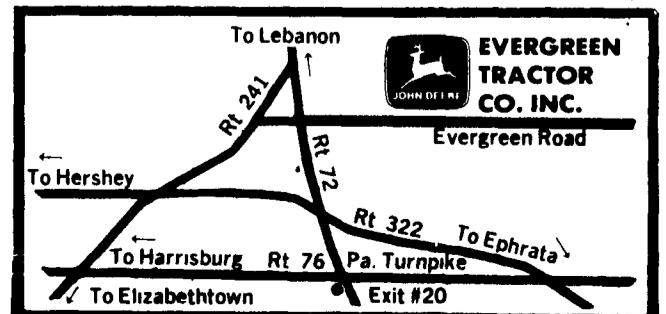 To Lebanon
EVERGREEN
TRACTOR
CO. INC.
JOHN DEERE
Rt 241
Evergreen Road
Rt 72
To Hershey
Rt 322
To Ephrata
To Harrisburg
Rt 76
Pa. Turnpike
To Elizabethtown
Exit #20